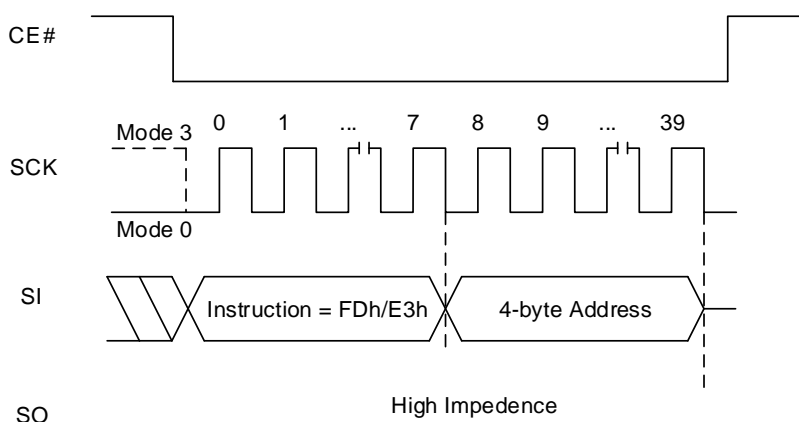 CE#
Mode 3 0 1 ... 7 8 9 ... 39
SCK
Mode 0
SI
Instruction = FDh/E3h 4-byte Address
High Impedence
SO